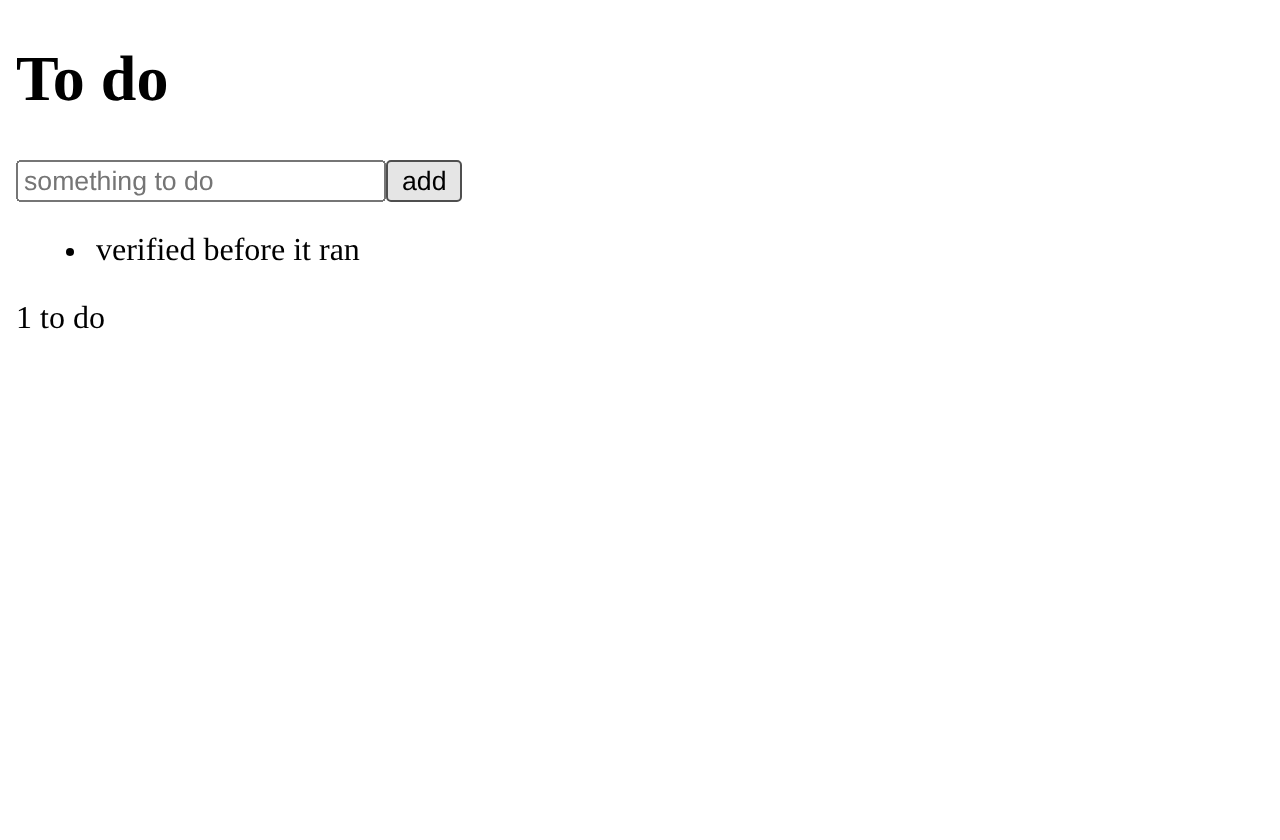 To do
something to do add
verified before it ran
1 to do